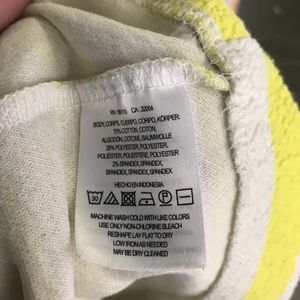 CA: 32004
BODY, CORPS, CUERPO, CORPO, KÖRPER:
70% COTTON, COTON,
ALGODÓN, COTONE, BAUMWOLLE
28% POLYESTER, POLYESTER,
POLIÉSTER, POLIESTERE, POLYESTER
2% SPANDEX, SPANDEX,
SPANDEX, SPANDEX, SPANDEX
HECHO EN INDONESIA
30
MACHINE WASH COLD WITH LIKE COLORS
USE ONLY NON-CHLORINE BLEACH
RESHAPE LAY FLAT TO DRY
LOW IRON AS NEEDED
MAY BE DRY CLEANED